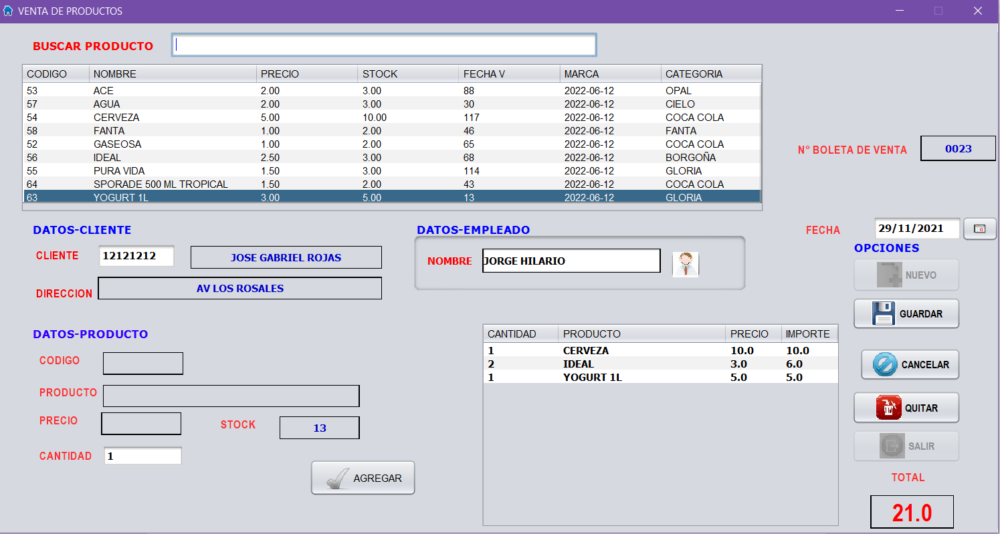 VENTA DE PRODUCTOS
BUSCAR PRODUCTO
CODIGO NOMBRE PRECIO STOCK FECHA V MARCA CATEGORIA
53 ACE 2.00 3.00 88 2022-06-12 OPAL
57 AGUA 2.00 3.00 30 2022-06-12 CIELO
54 CERVEZA 5.00 10.00 117 2022-06-12 COCA COLA
58 FANTA 1.00 2.00 46 2022-06-12 FANTA
52 GASEOSA 1.00 2.00 65 2022-06-12 COCA COLA
56 IDEAL 2.50 3.00 68 2022-06-12 BORGOÑA
55 PURA VIDA 1.50 3.00 114 2022-06-12 GLORIA
64 SPORADE 500 ML TROPICAL 1.50 2.00 43 2022-06-12 COCA COLA
63 YOGURT 1L 3.00 5.00 13 2022-06-12 GLORIA
N° BOLETA DE VENTA 0023
DATOS-CLIENTE
CLIENTE 12121212 JOSE GABRIEL ROJAS
DIRECCION AV LOS ROSALES
DATOS-EMPLEADO
NOMBRE JORGE HILARIO
FECHA 29/11/2021
OPCIONES
NUEVO
GUARDAR
CANCELAR
QUITAR
SALIR
DATOS-PRODUCTO
CODIGO
PRODUCTO
PRECIO
STOCK 13
CANTIDAD 1
AGREGAR
CANTIDAD PRODUCTO PRECIO IMPORTE
1 CERVEZA 10.0 10.0
2 IDEAL 3.0 6.0
1 YOGURT 1L 5.0 5.0
TOTAL
21.0